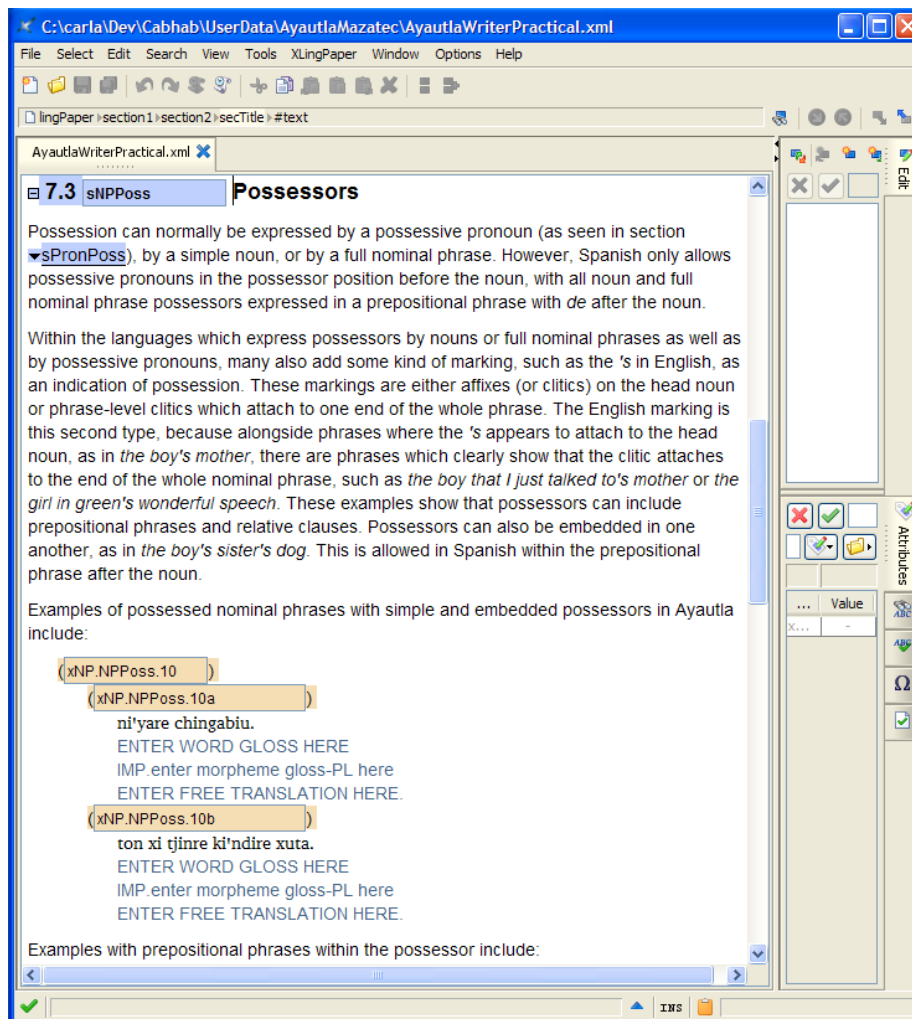 C:\carla\Dev\Cabhab\UserData\AyautlaMazatec\AyautlaWriterPractical.xml
File Select Edit Search View Tools XLingPaper Window Options Help
lingPaper section1 section2 secTitle #text
AyautlaWriterPractical.xml
7.3 sNPPoss Possessors
Possession can normally be expressed by a possessive pronoun (as seen in section
sPronPoss), by a simple noun, or by a full nominal phrase. However, Spanish only allows
possessive pronouns in the possessor position before the noun, with all noun and full
nominal phrase possessors expressed in a prepositional phrase with de after the noun.
Within the languages which express possessors by nouns or full nominal phrases as well as
by possessive pronouns, many also add some kind of marking, such as the 's in English, as
an indication of possession. These markings are either affixes (or clitics) on the head noun
or phrase-level clitics which attach to one end of the whole phrase. The English marking is
this second type, because alongside phrases where the 's appears to attach to the head
noun, as in the boy's mother, there are phrases which clearly show that the clitic attaches
to the end of the whole nominal phrase, such as the boy that I just talked to's mother or the
girl in green's wonderful speech. These examples show that possessors can include
prepositional phrases and relative clauses. Possessors can also be embedded in one
another, as in the boy's sister's dog. This is allowed in Spanish within the prepositional
phrase after the noun.
Examples of possessed nominal phrases with simple and embedded possessors in Ayautla
include:
(xNP.NPPoss.10)
(xNP.NPPoss.10a)
ni'yare chingabiu.
ENTER WORD GLOSS HERE
IMP.enter morpheme gloss-PL here
ENTER FREE TRANSLATION HERE.
(xNP.NPPoss.10b)
ton xi tjinre ki'ndire xuta.
ENTER WORD GLOSS HERE
IMP.enter morpheme gloss-PL here
ENTER FREE TRANSLATION HERE.
Examples with prepositional phrases within the possessor include:
Edit
Attributes
... Value
x... -
ABC
ABC
Ω
INS